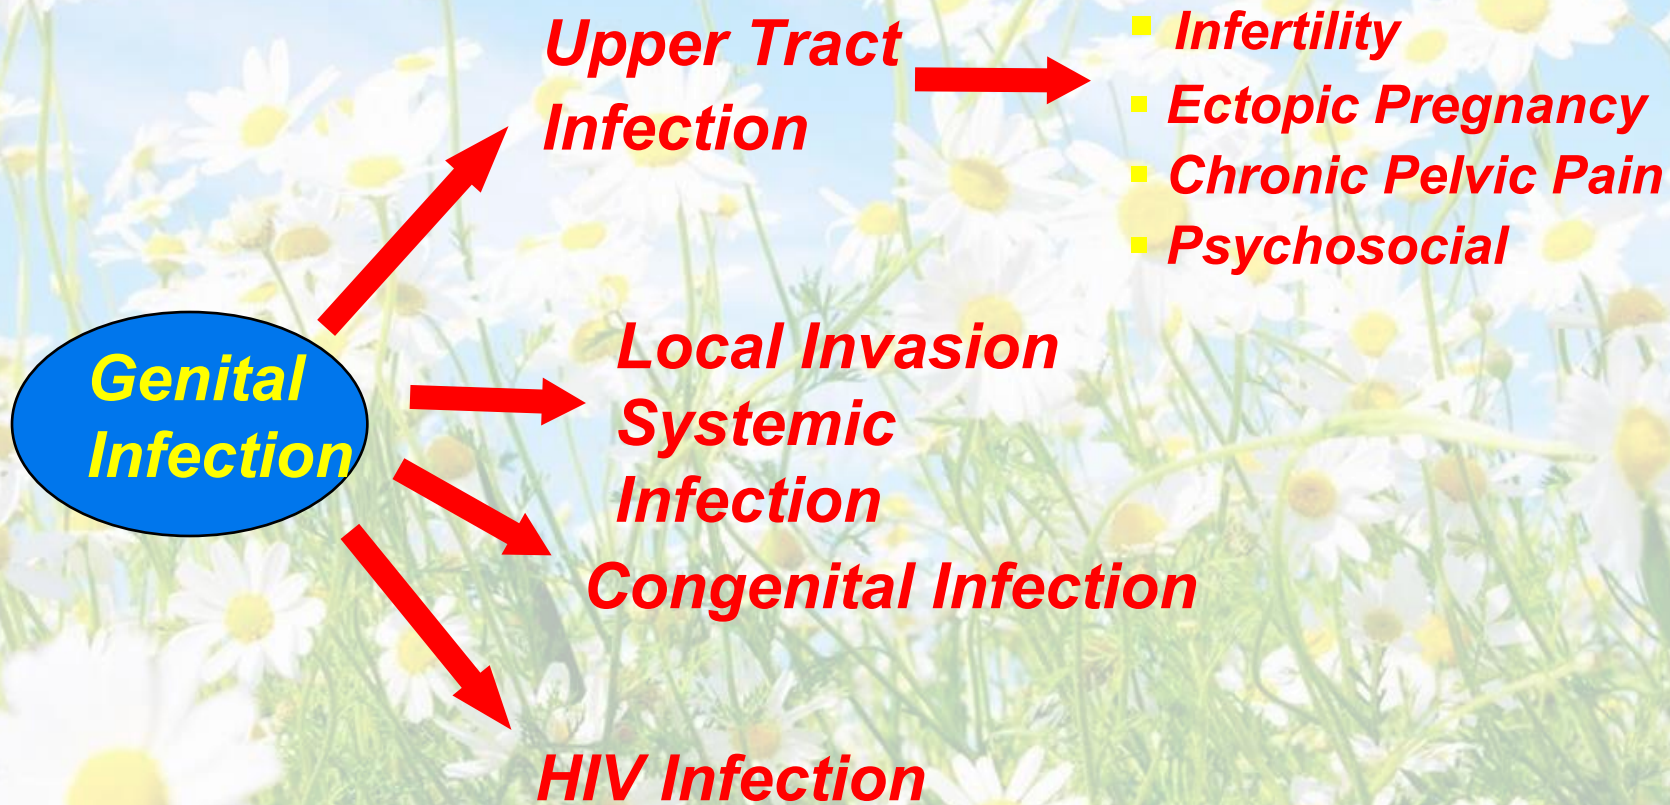 Upper Tract
Infection
Infertility
Ectopic Pregnancy
Chronic Pelvic Pain
Psychosocial
Genital
Infection
Local Invasion
Systemic
Infection
Congenital Infection
HIV Infection